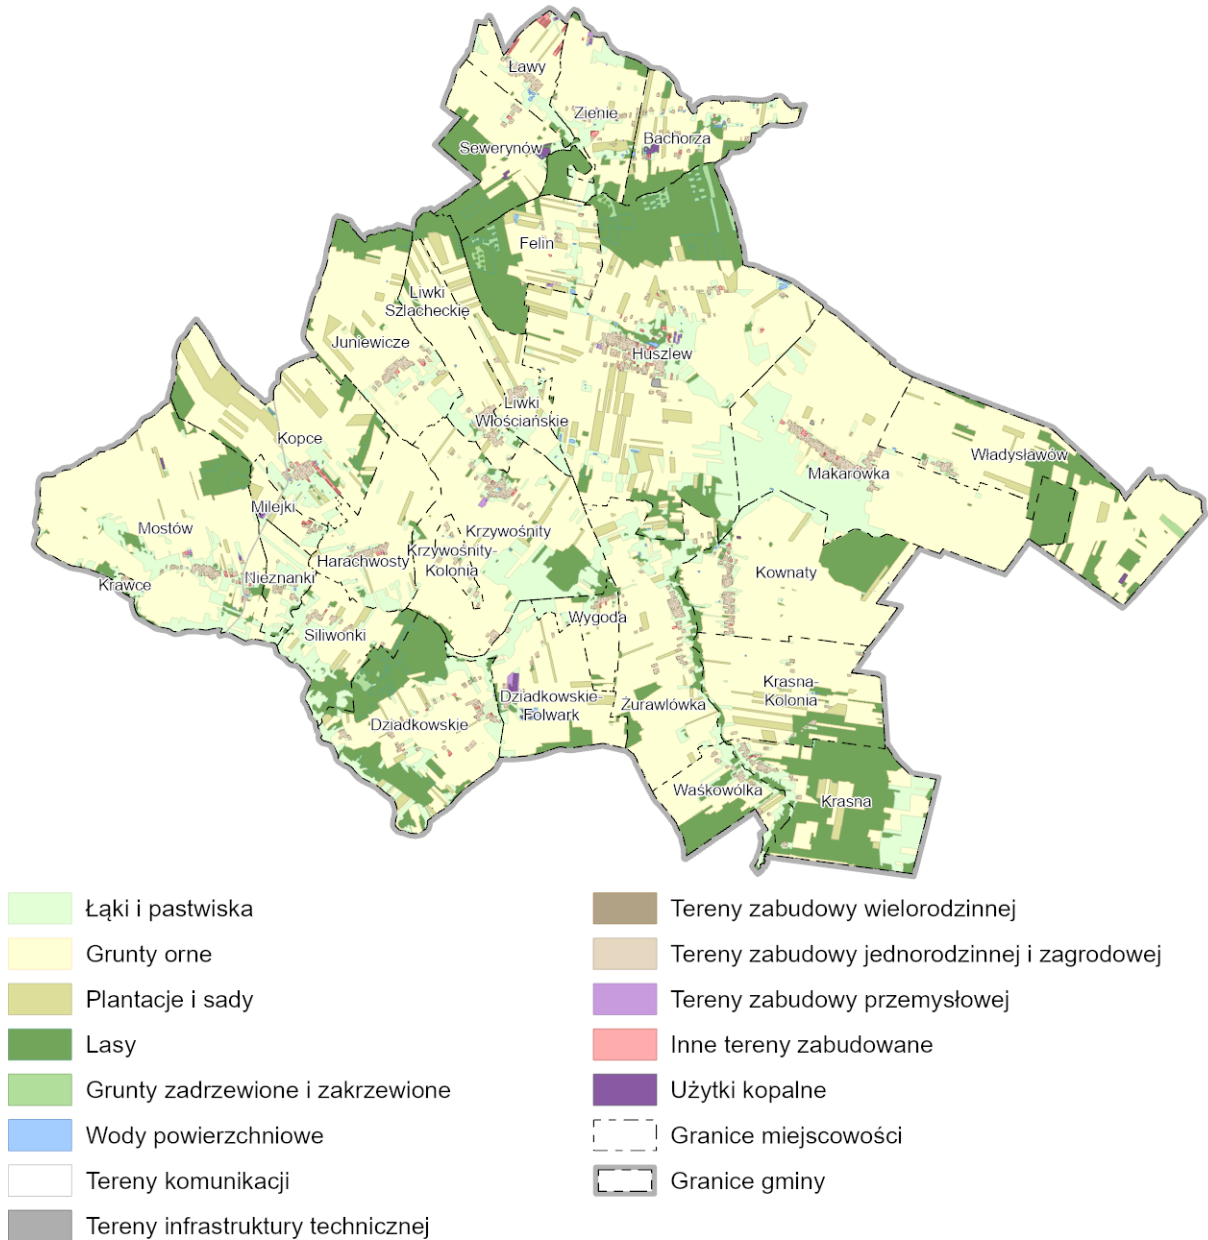 Ławy
Zienie
Bachorza
Sewerynów
Felin
Liwki
Szlacheckie
Juniewicze
Huszlew
Liwki
Włościańskie
Kopce
Władysławów
Makarówka
Milejki
Mostów
Krzywośnity
Harachwosty
Krzywośnity-
Kolonia
Kownaty
Nieznanki
Krawce
Wygoda
Siliwonki
Krasna-
Kolonia
Dziadkowskie-
Folwark
Żurawlówka
Dziadkowskie
Waśkowólka
Krasna
Łąki i pastwiska
Grunty orne
Plantacje i sady
Lasy
Grunty zadrzewione i zakrzewione
Wody powierzchniowe
Tereny komunikacji
Tereny infrastruktury technicznej
Tereny zabudowy wielorodzinnej
Tereny zabudowy jednorodzinnej i zagrodowej
Tereny zabudowy przemysłowej
Inne tereny zabudowane
Użytki kopalne
Granice miejscowości
Granice gminy